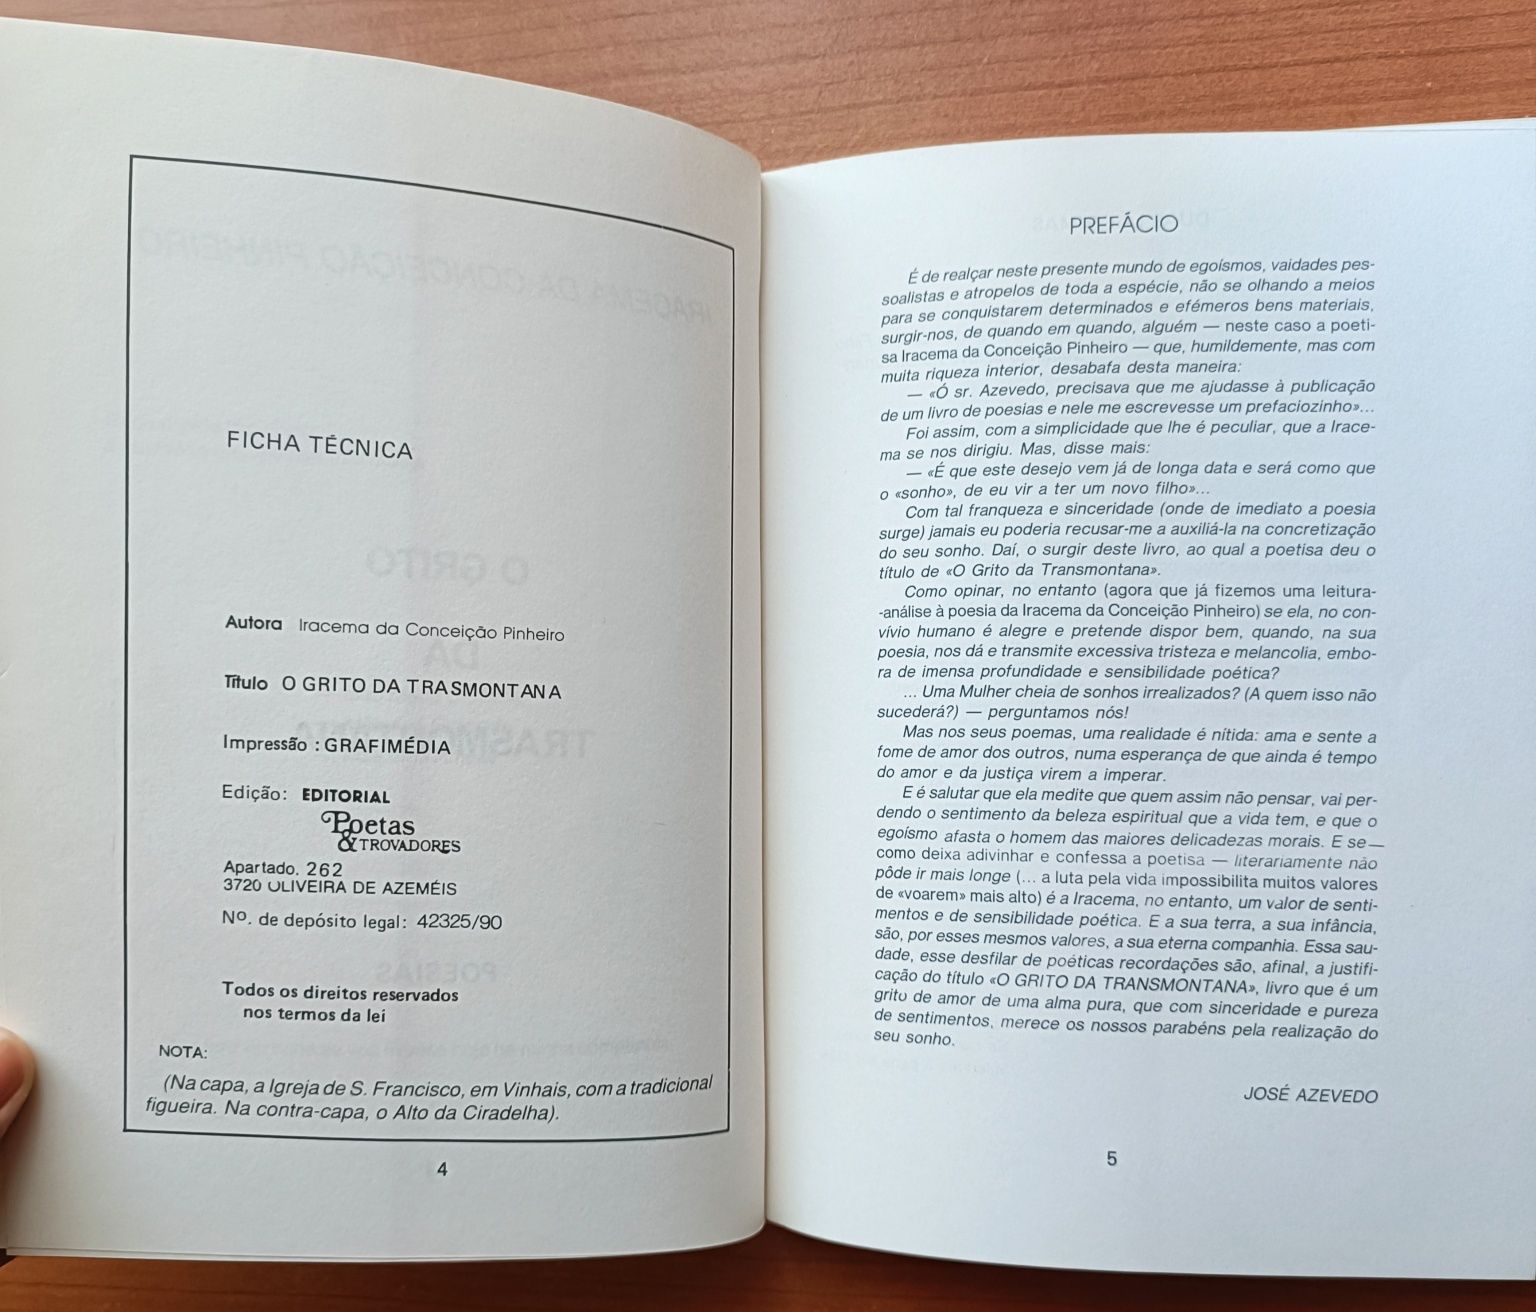 FICHA TÉCNICA
Autora Iracema da Conceição Pinheiro
Título O GRITO DA TRASMONTANA
Impressão : GRAFIMÉDIA
Edição: EDITORIAL
Poetas
& TROVADORES
Apartado. 262
3720 OLIVEIRA DE AZEMÉIS
Nº. de depósito legal: 42325/90
Todos os direitos reservados
nos termos da lei
NOTA:
(Na capa, a Igreja de S. Francisco, em Vinhais, com a tradicional
figueira. Na contra-capa, o Alto da Ciradelha).
4
PREFÁCIO
É de realçar neste presente mundo de egoísmos, vaidades pes-
soalistas e atropelos de toda a espécie, não se olhando a meios
para se conquistarem determinados e efémeros bens materiais,
surgir-nos, de quando em quando, alguém — neste caso a poeti-
sa Iracema da Conceição Pinheiro — que, humildemente, mas com
muita riqueza interior, desabafa desta maneira:
— «Ó sr. Azevedo, precisava que me ajudasse à publicação
de um livro de poesias e nele me escrevesse um prefaciozinho»...
Foi assim, com a simplicidade que lhe é peculiar, que a Irace-
ma se nos dirigiu. Mas, disse mais:
— «É que este desejo vem já de longa data e será como que
o «sonho», de eu vir a ter um novo filho»...
Com tal franqueza e sinceridade (onde de imediato a poesia
surge) jamais eu poderia recusar-me a auxiliá-la na concretização
do seu sonho. Daí, o surgir deste livro, ao qual a poetisa deu o
título de «O Grito da Transmontana».
Como opinar, no entanto (agora que já fizemos uma leitura-
-análise à poesia da Iracema da Conceição Pinheiro) se ela, no con-
vívio humano é alegre e pretende dispor bem, quando, na sua
poesia, nos dá e transmite excessiva tristeza e melancolia, embo-
ra de imensa profundidade e sensibilidade poética?
... Uma Mulher cheia de sonhos irrealizados? (A quem isso não
sucederá?) — perguntamos nós!
Mas nos seus poemas, uma realidade é nítida: ama e sente a
fome de amor dos outros, numa esperança de que ainda é tempo
do amor e da justiça virem a imperar.
E é salutar que ela medite que quem assim não pensar, vai per-
dendo o sentimento da beleza espiritual que a vida tem, e que o
egoísmo afasta o homem das maiores delicadezas morais. E se —
como deixa adivinhar e confessa a poetisa — literariamente não
pôde ir mais longe (... a luta pela vida impossibilita muitos valores
de «voarem» mais alto) é a Iracema, no entanto, um valor de senti-
mentos e de sensibilidade poética. E a sua terra, a sua infância,
são, por esses mesmos valores, a sua eterna companhia. Essa sau-
dade, esse desfilar de poéticas recordações são, afinal, a justifi-
cação do título «O GRITO DA TRANSMONTANA», livro que é um
grito de amor de uma alma pura, que com sinceridade e pureza
de sentimentos, merece os nossos parabéns pela realização do
seu sonho.
JOSÉ AZEVEDO
5